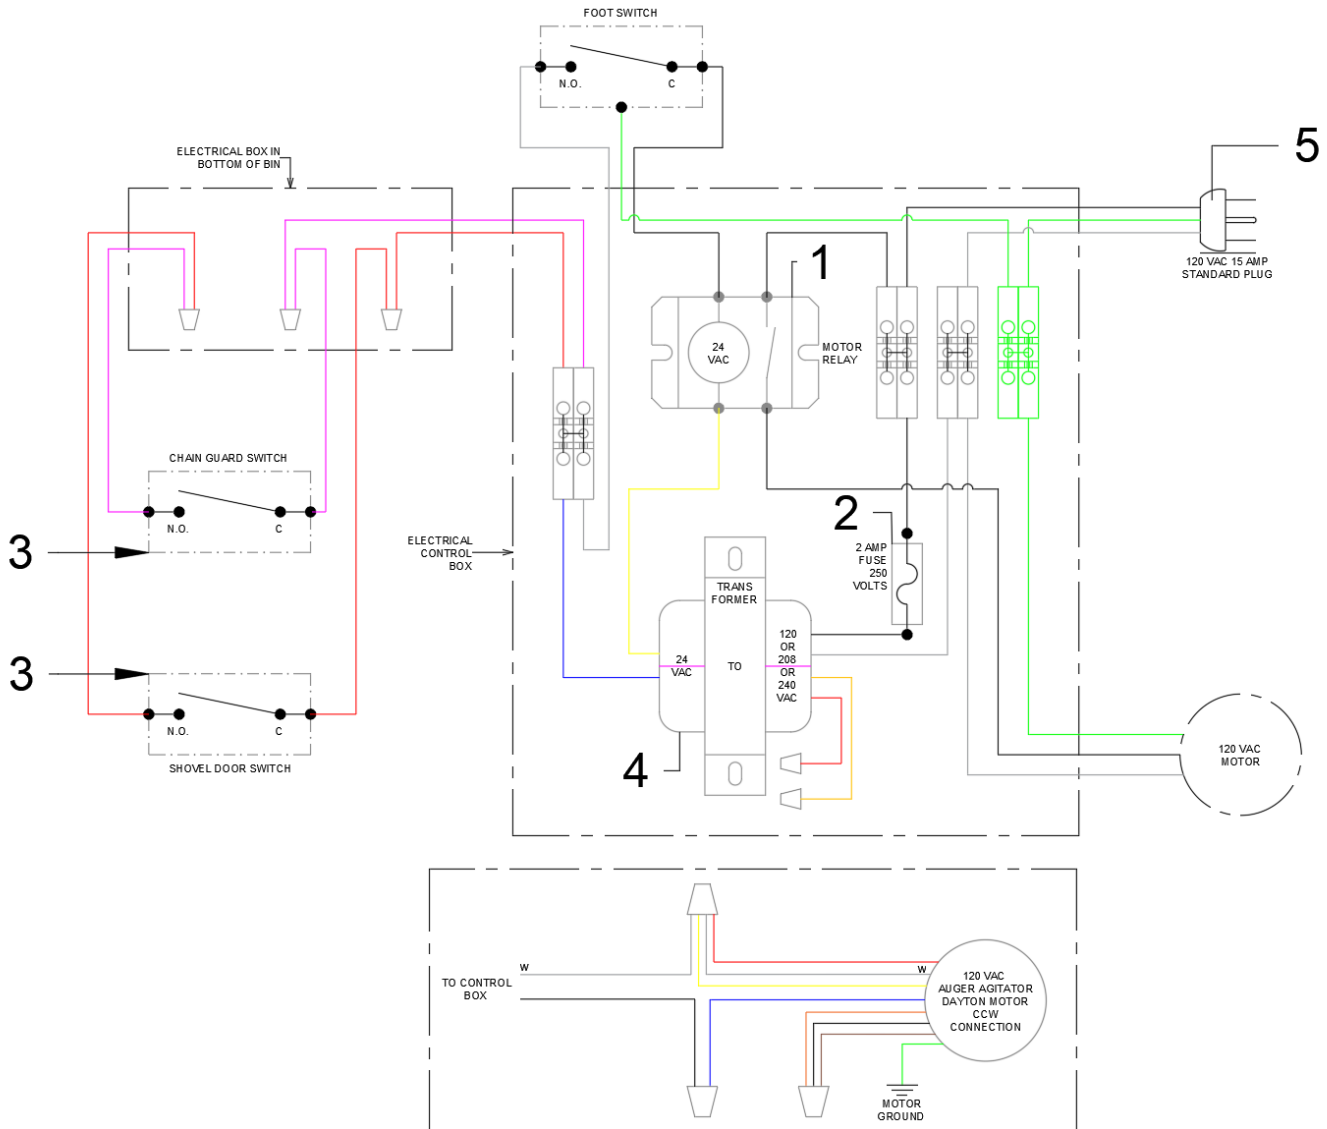 FOOT SWITCH
N.O.
C
ELECTRICAL BOX IN
BOTTOM OF BIN
5
120 VAC 15 AMP
STANDARD PLUG
1
24
VAC
MOTOR
RELAY
CHAIN GUARD SWITCH
N.O.
C
3
ELECTRICAL
CONTROL
BOX
2
2 AMP
FUSE
250
VOLTS
TRANS
FORMER
24
VAC
TO
120
OR
208
OR
240
VAC
3
N.O.
C
SHOVEL DOOR SWITCH
4
120 VAC
MOTOR
W
TO CONTROL
BOX
W
120 VAC
AUGER AGITATOR
DAYTON MOTOR
CCW
CONNECTION
MOTOR
GROUND